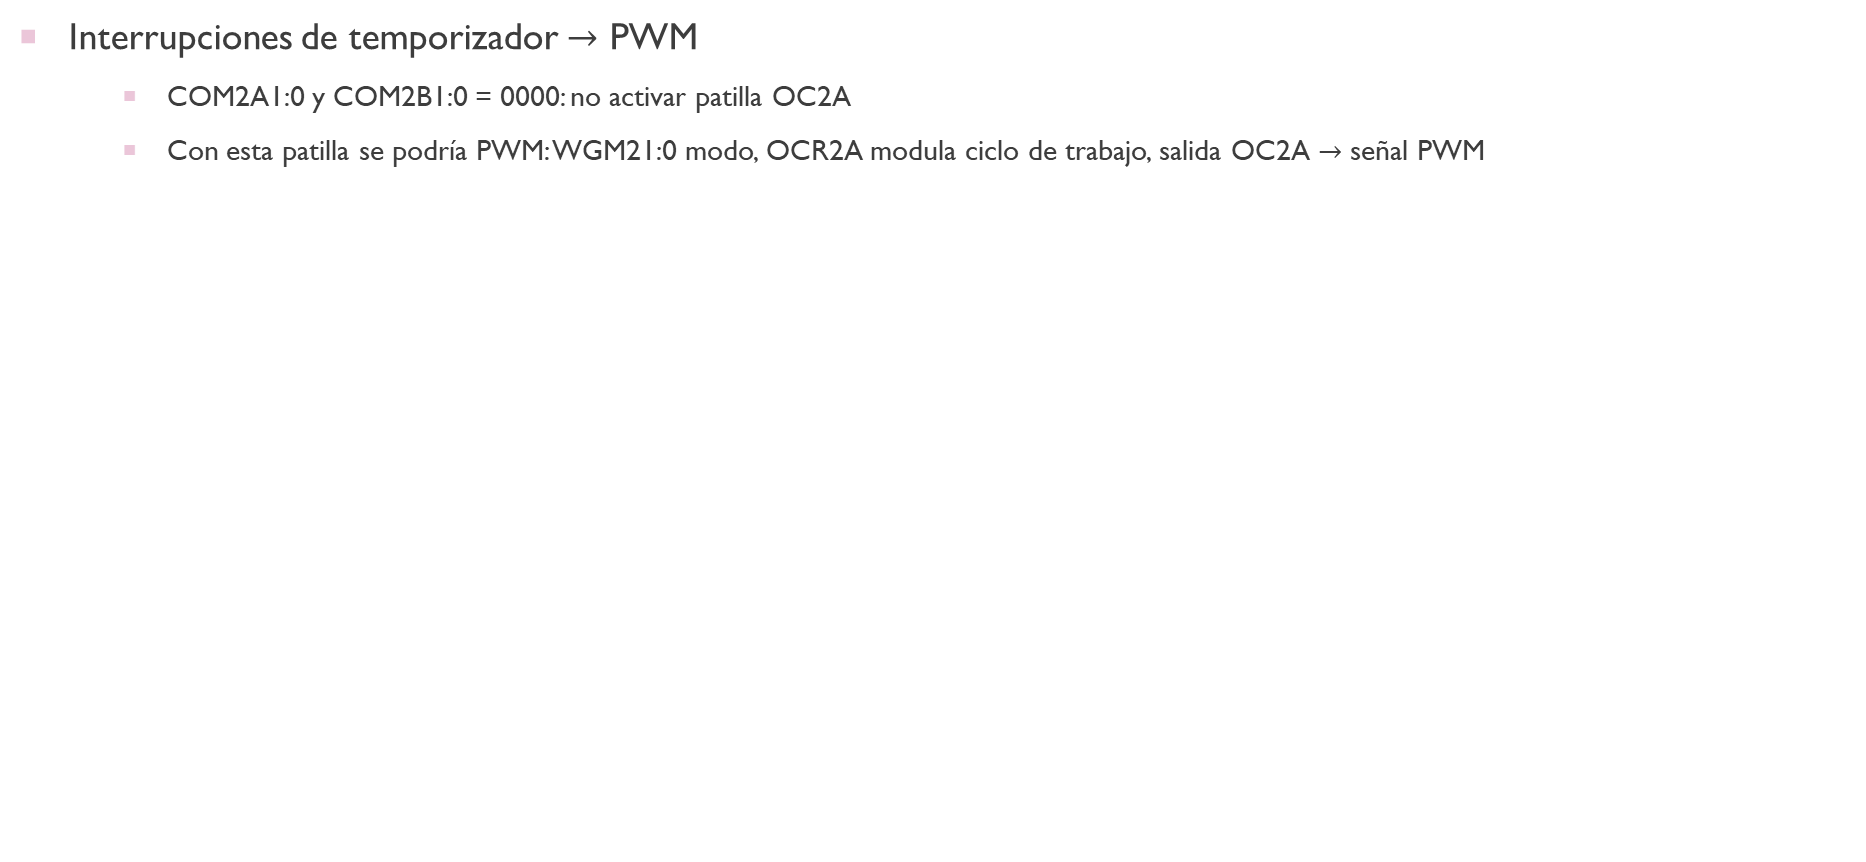 Interrupciones de temporizador → PWM
COM2A1:0 y COM2B1:0 = 0000: no activar patilla OC2A
Con esta patilla se podría PWM: WGM21:0 modo, OCR2A modula ciclo de trabajo, salida OC2A → señal PWM